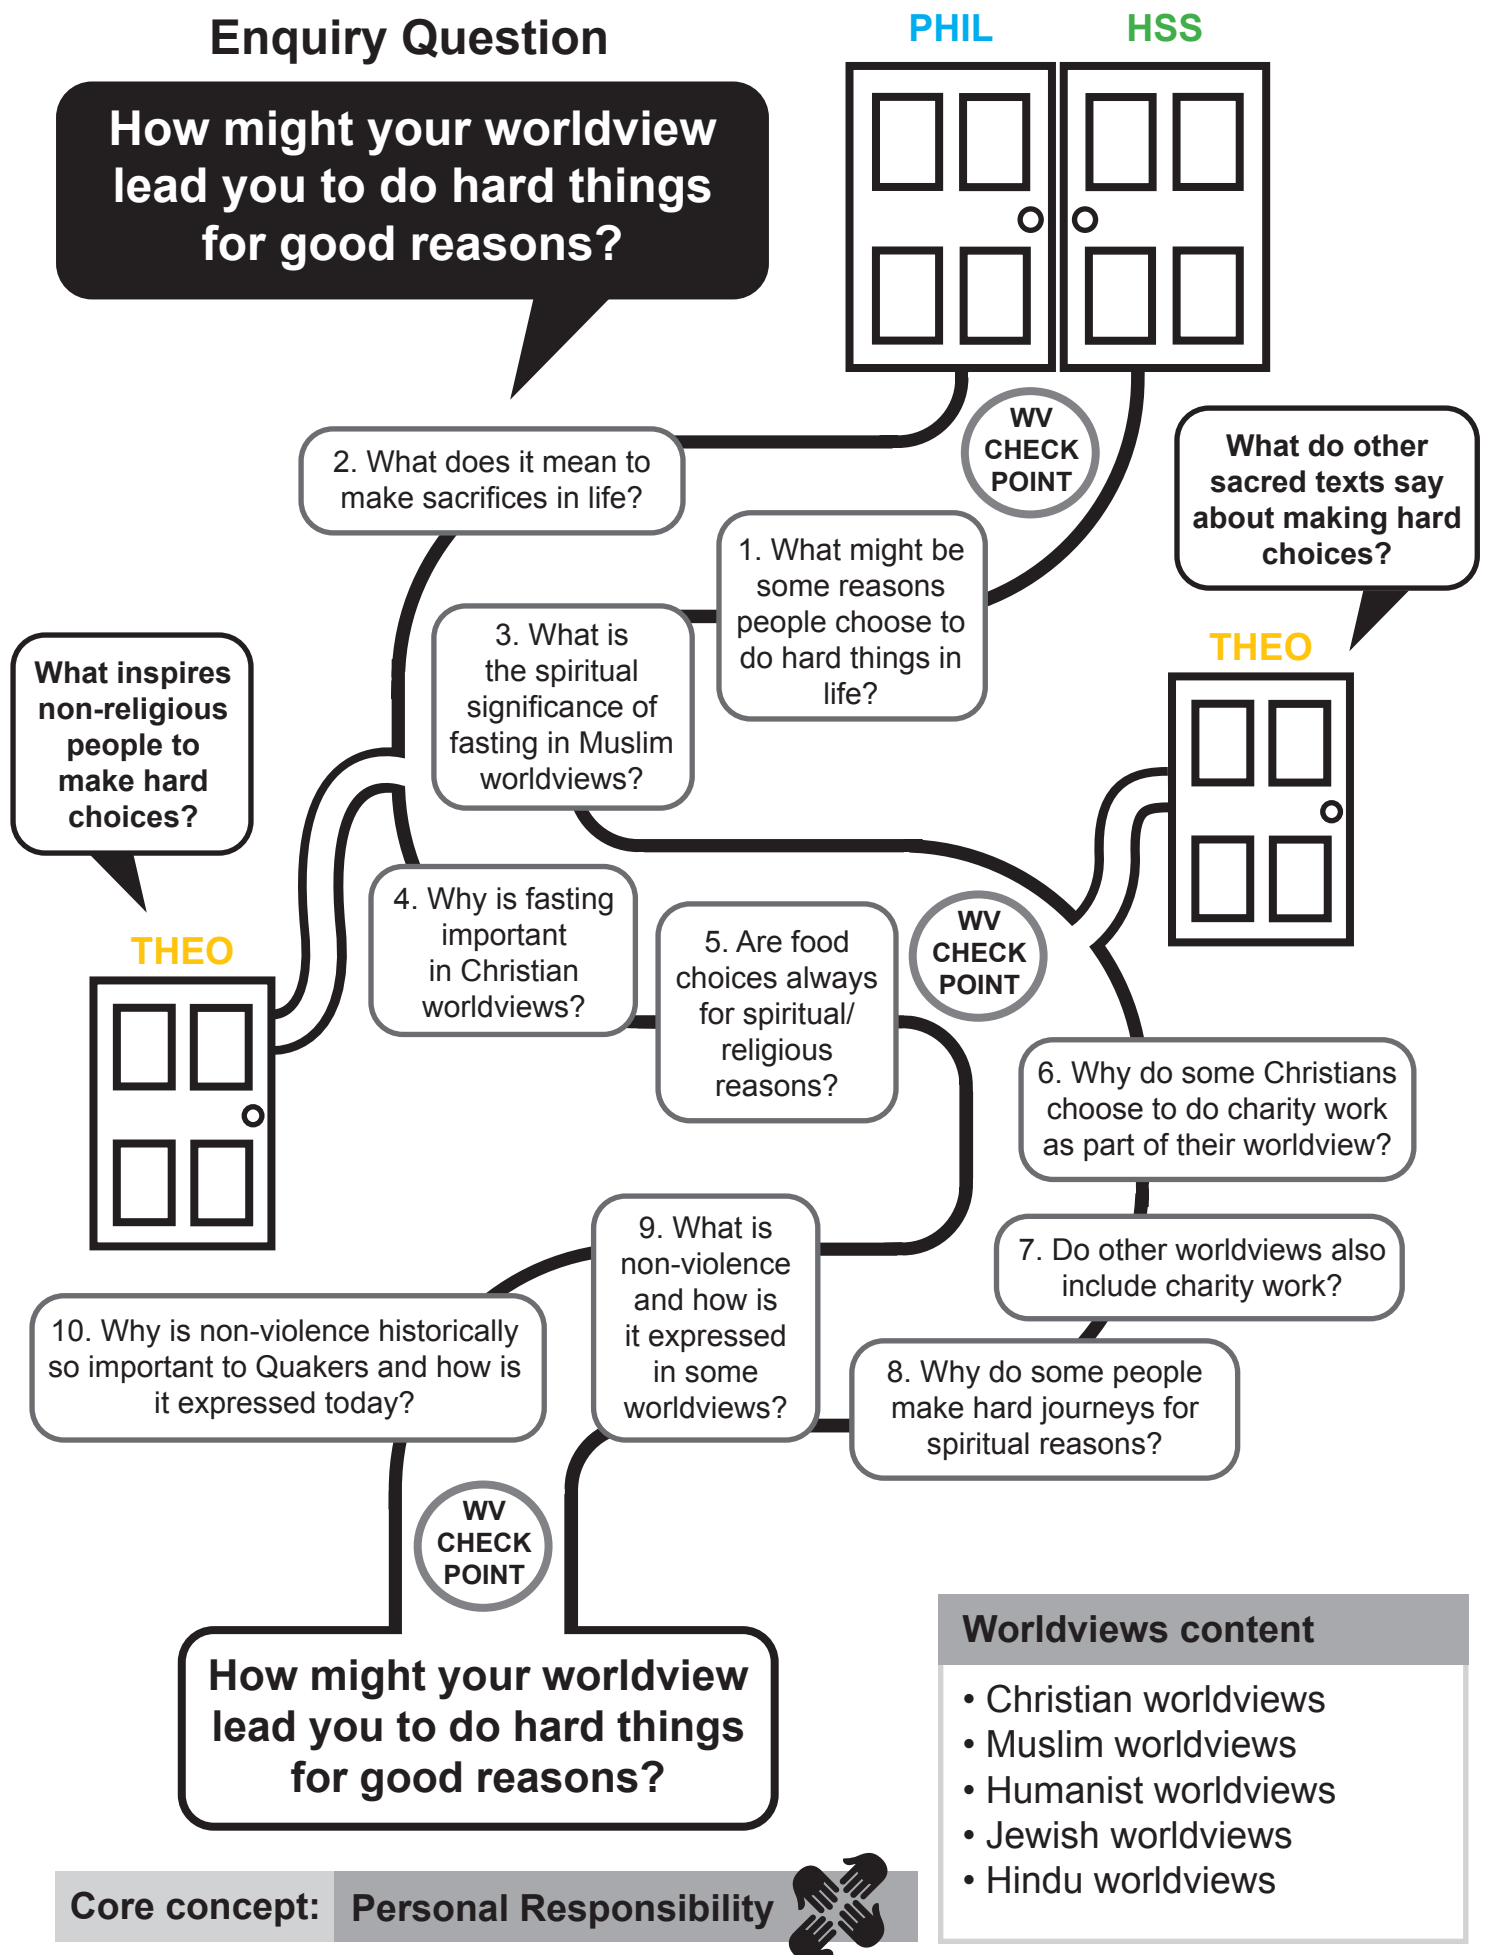 Enquiry Question
How might your worldview
lead you to do hard things
for good reasons?
PHIL
HSS
WV
CHECK
POINT
2. What does it mean to
make sacrifices in life?
What do other
sacred texts say
about making hard
choices?
1. What might be
some reasons
people choose to
do hard things in
life?
THEO
3. What is
the spiritual
significance of
fasting in Muslim
worldviews?
What inspires
non-religious
people to
make hard
choices?
THEO
4. Why is fasting
important
in Christian
worldviews?
5. Are food
choices always
for spiritual/
religious
reasons?
WV
CHECK
POINT
6. Why do some Christians
choose to do charity work
as part of their worldview?
7. Do other worldviews also
include charity work?
8. Why do some people
make hard journeys for
spiritual reasons?
9. What is
non-violence
and how is
it expressed
in some
worldviews?
10. Why is non-violence historically
so important to Quakers and how is
it expressed today?
WV
CHECK
POINT
How might your worldview
lead you to do hard things
for good reasons?
Worldviews content
• Christian worldviews
• Muslim worldviews
• Humanist worldviews
• Jewish worldviews
• Hindu worldviews
Core concept: Personal Responsibility